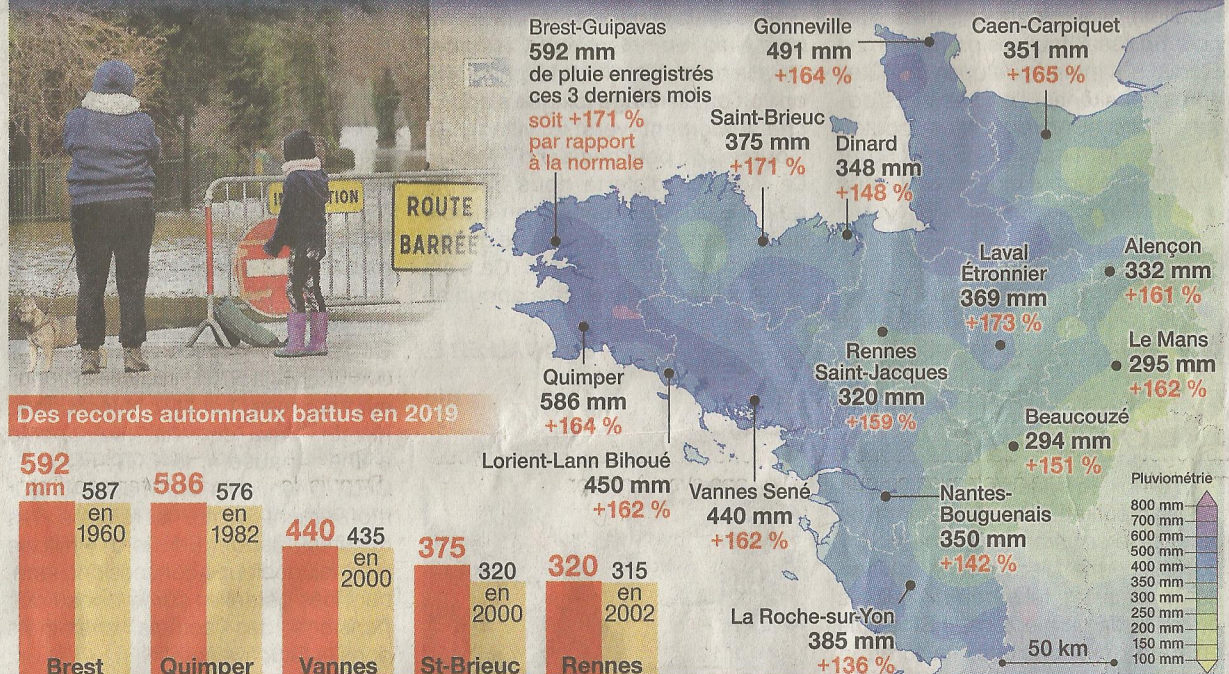 ROUTE
BARRÉE
Brest-Guipavas
592 mm
de pluie enregistrés
ces 3 derniers mois
soit +171 %
par rapport
à la normale
Gonneville
491 mm
+164 %
Caen-Carpiquet
351 mm
+165 %
Saint-Brieuc
375 mm
+171 %
Dinard
348 mm
+148 %
Laval
Étronnier
369 mm
+173 %
Alençon
332 mm
+161 %
Le Mans
295 mm
+162 %
Rennes
Saint-Jacques
320 mm
+159 %
Quimper
586 mm
+164 %
Beaucouzé
294 mm
+151 %
Lorient-Lann Bihoué
450 mm
+162 %
Vannes Sené
440 mm
+162 %
Nantes-
Bouguenais
350 mm
+142 %
La Roche-sur-Yon
385 mm
+136 %
50 km
Pluviométrie
800 mm
700 mm
600 mm
500 mm
400 mm
350 mm
300 mm
250 mm
200 mm
150 mm
100 mm
Des records automnaux battus en 2019
592
mm
587
en
1960
Brest
586
576
en
1982
Quimper
440
435
en
2000
Vannes
375
320
en
2000
St-Brieuc
320
315
en
2002
Rennes